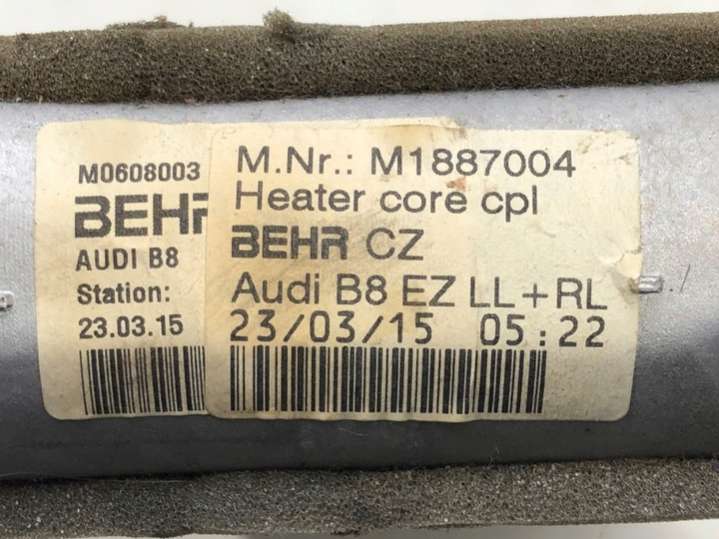 M0608003
BEHR
AUDI B8
Station:
23.03.15
M.Nr.: M1887004
Heater core cpl
BEHR CZ
Audi B8 EZ LL+RL
23/03/15 05:22